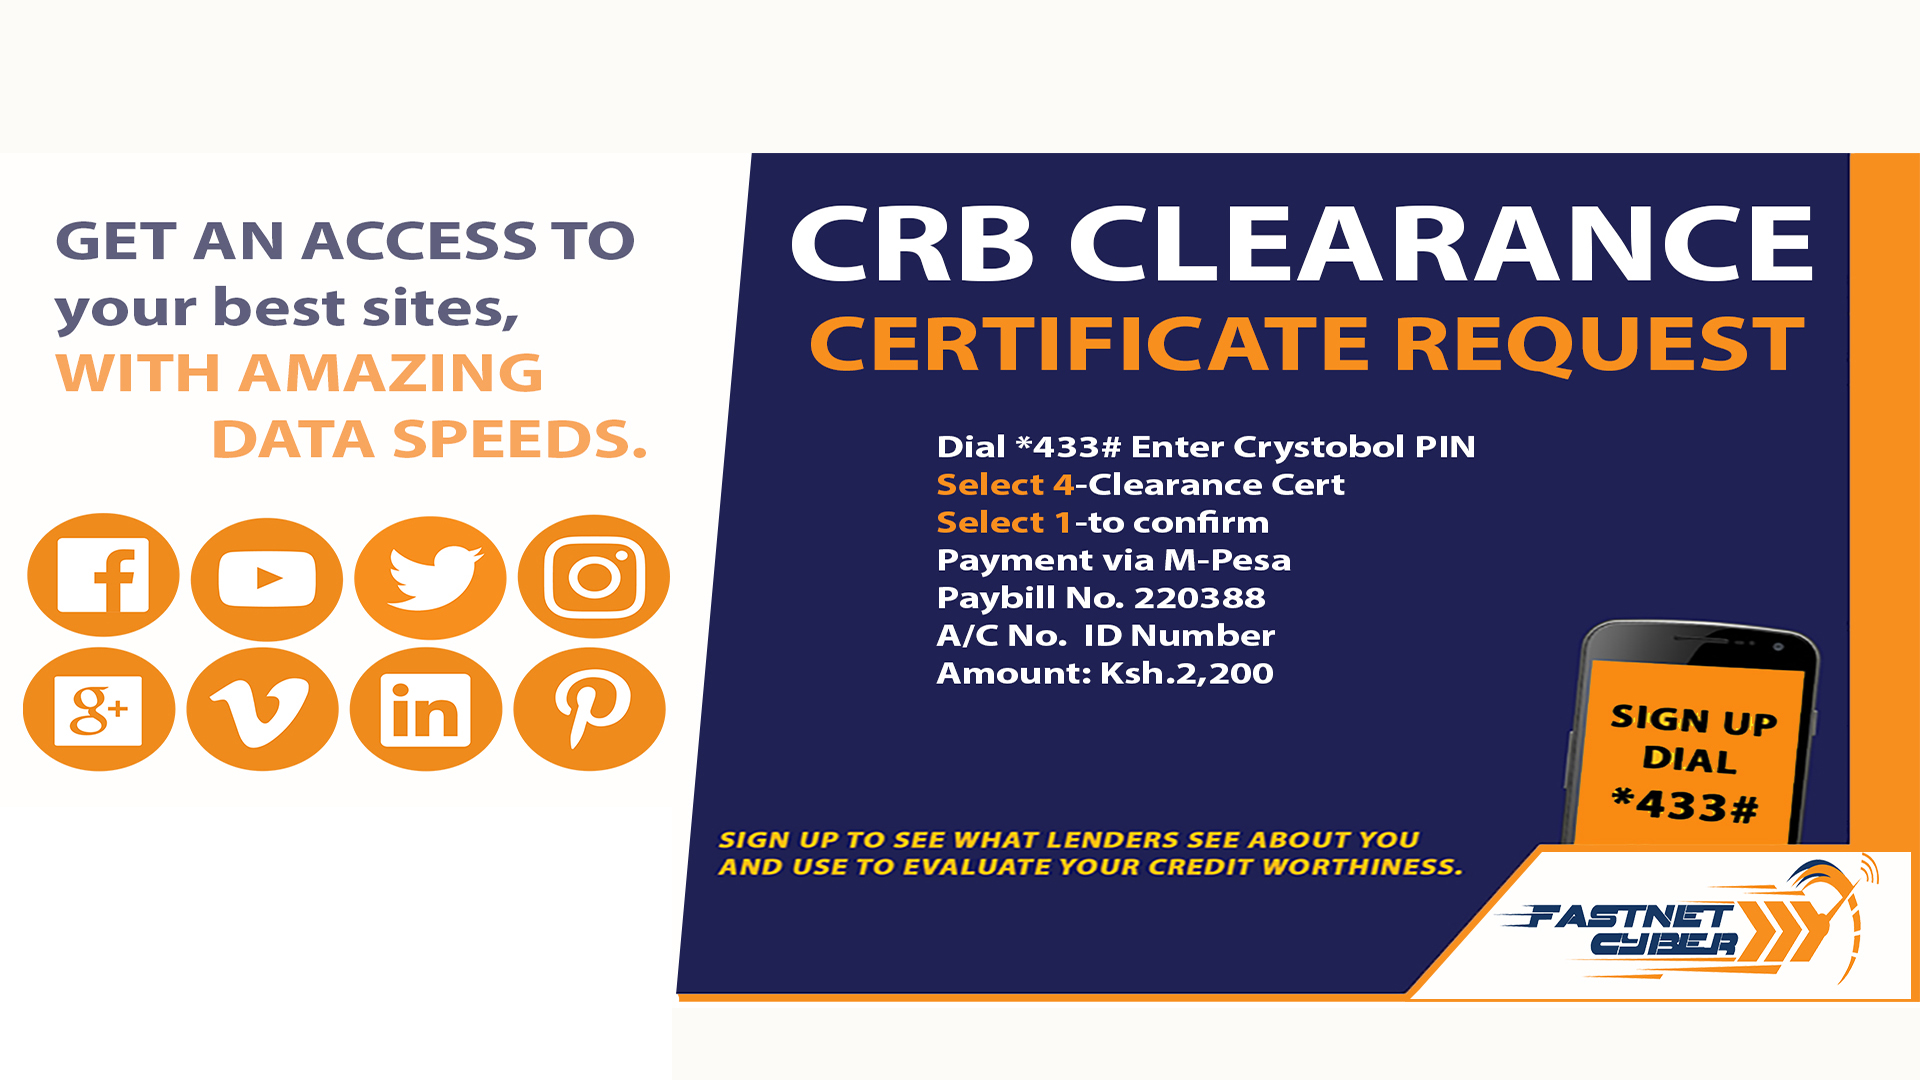 GET AN ACCESS TO
your best sites,
WITH AMAZING
DATA SPEEDS.
f
in
g+
CRB CLEARANCE
CERTIFICATE REQUEST
Dial *433# Enter Crystobol PIN
Select 4-Clearance Cert
Select 1-to confirm
Payment via M-Pesa
Paybill No. 220388
A/C No.  ID Number
Amount: Ksh.2,200
SIGN UP
DIAL
*433#
SIGN UP TO SEE WHAT LENDERS SEE ABOUT YOU
AND USE TO EVALUATE YOUR CREDIT WORTHINESS.
FASTNET
CYBER